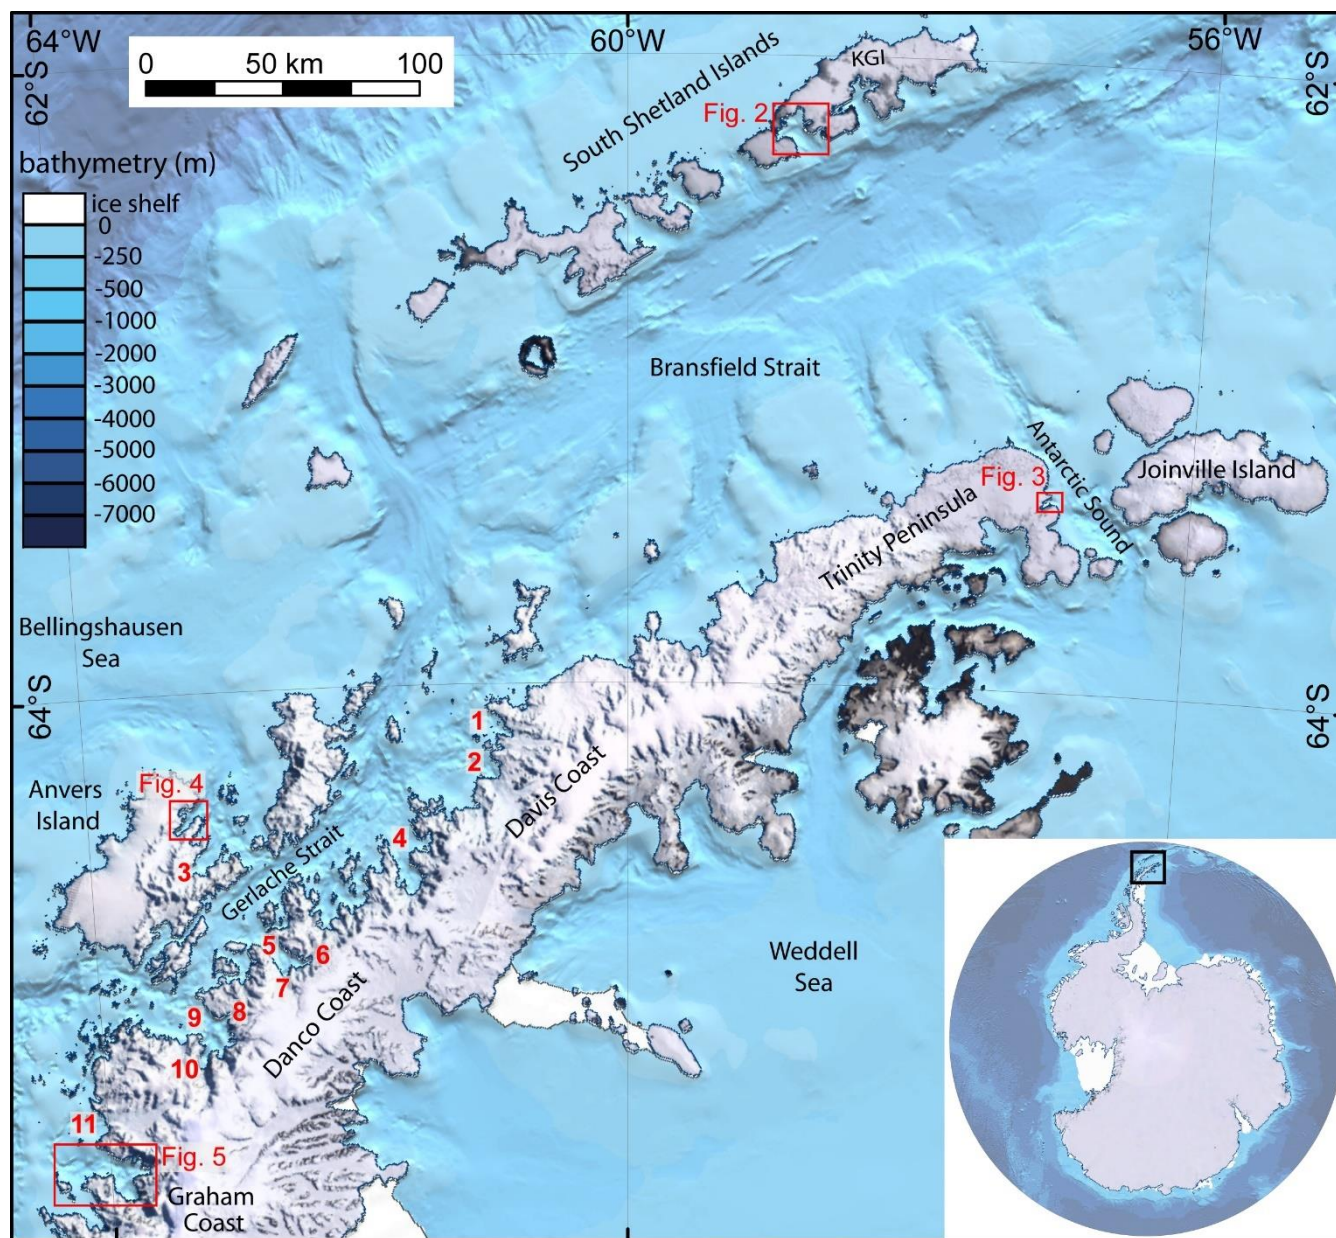 64°W
60°W
56°W
0 50 km 100
62°S
62°S
KGI
South Shetland Islands
Fig. 2
bathymetry (m)
ice shelf
0
-250
-500
-1000
-2000
-3000
-4000
-5000
-6000
-7000
Bransfield Strait
Antarctic Sound
Joinville Island
Fig. 3
Trinity Peninsula
Bellingshausen
Sea
64°S
64°S
1
2
Anvers
Island
Fig. 4
Davis Coast
3
4
Gerlache Strait
5
6
7
8
9
10
11
Danco Coast
Weddell
Sea
Fig. 5
Graham
Coast